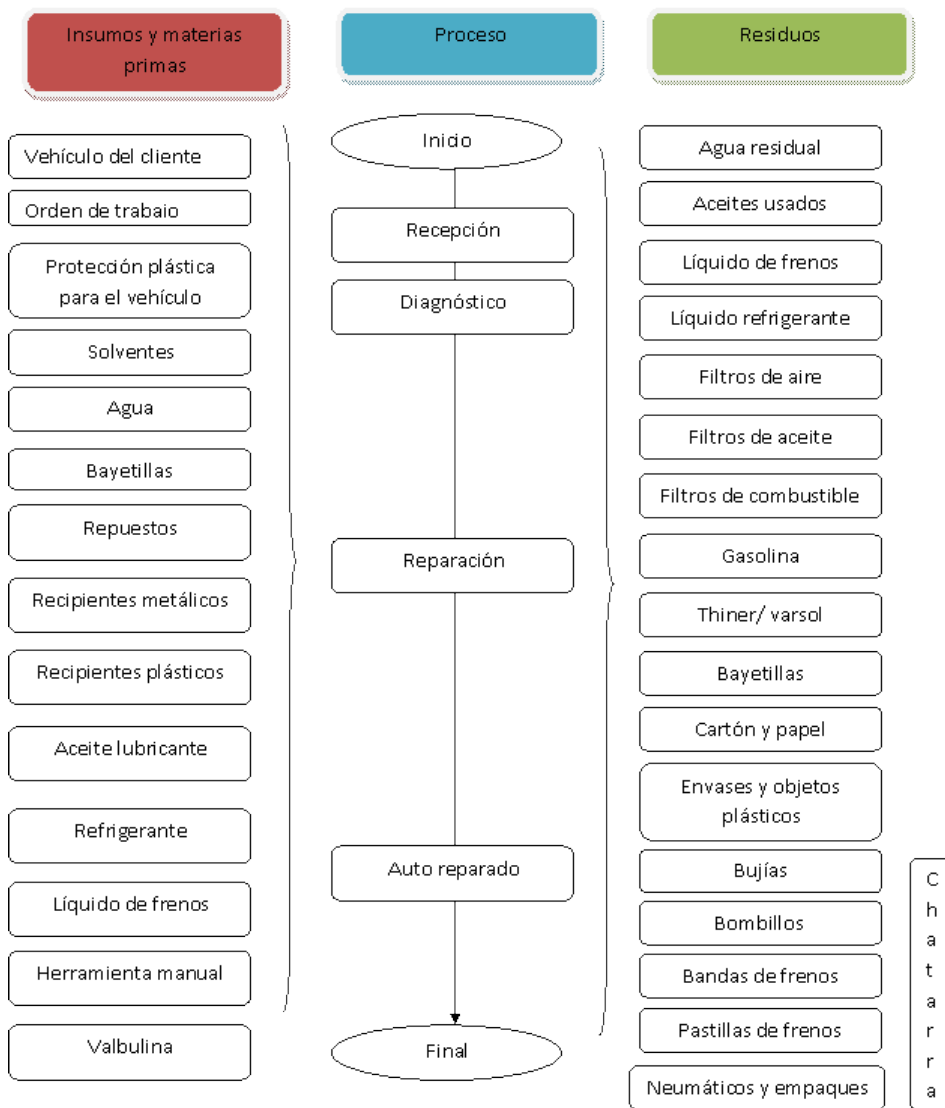 Insumos y materias
primas
Proceso
Residuos
Vehículo del cliente
Orden de trabaio
Protección plástica
para el vehículo
Solventes
Agua
Bayetillas
Repuestos
Recipientes metálicos
Recipientes plásticos
Aceite lubricante
Refrigerante
Líquido de frenos
Herramienta manual
Valbulina
Inicio
Recepción
Diagnóstico
Reparación
Auto reparado
Final
Agua residual
Aceites usados
Líquido de frenos
Líquido refrigerante
Filtros de aire
Filtros de aceite
Filtros de combustible
Gasolina
Thiner/ varsol
Bayetillas
Cartón y papel
Envases y objetos
plásticos
Bujías
Bombillos
Bandas de frenos
Pastillas de frenos
Neumáticos y empaques
C
h
a
t
a
r
r
a